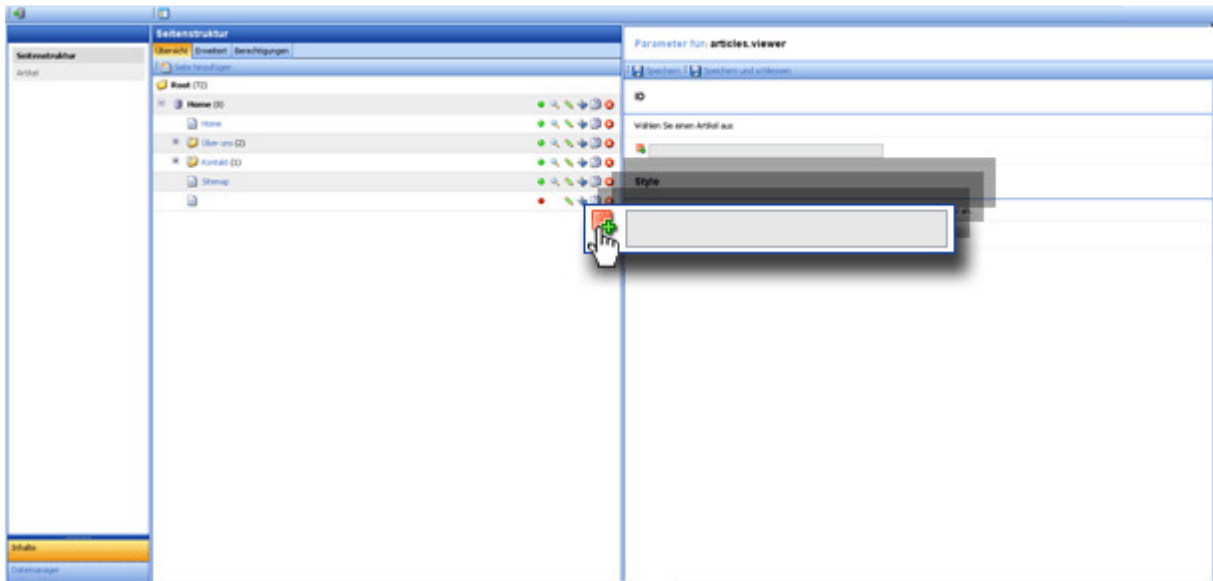 Seitenstruktur
Artikel
Inhalte
Dateimanager
Seitenstruktur
Übersicht Erweitert Berechtigungen
Seite hinzufügen
Root (72)
Home (8)
Home
Über uns (2)
Kontakt (1)
Sitemap
Parameter für: articles.viewer
Speichern Speichern und schliessen
ID
Wählen Sie einen Artikel aus
Style